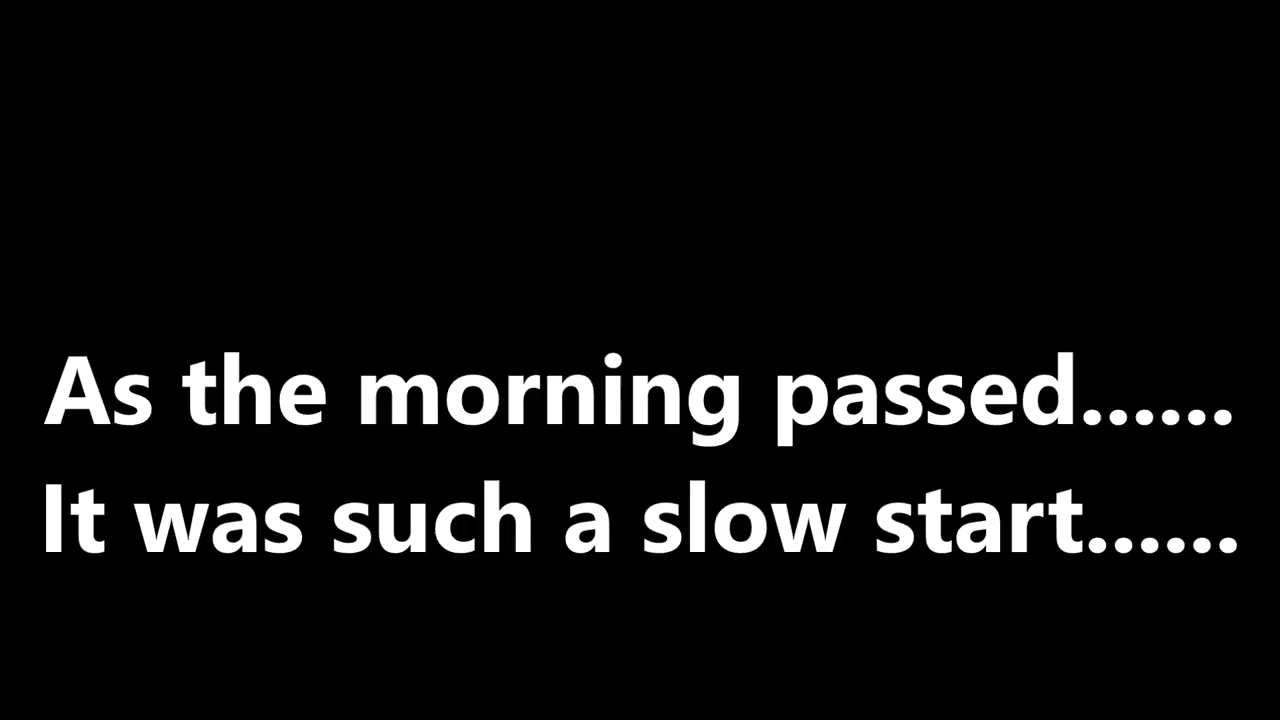 As the morning passed......
It was such a slow start......